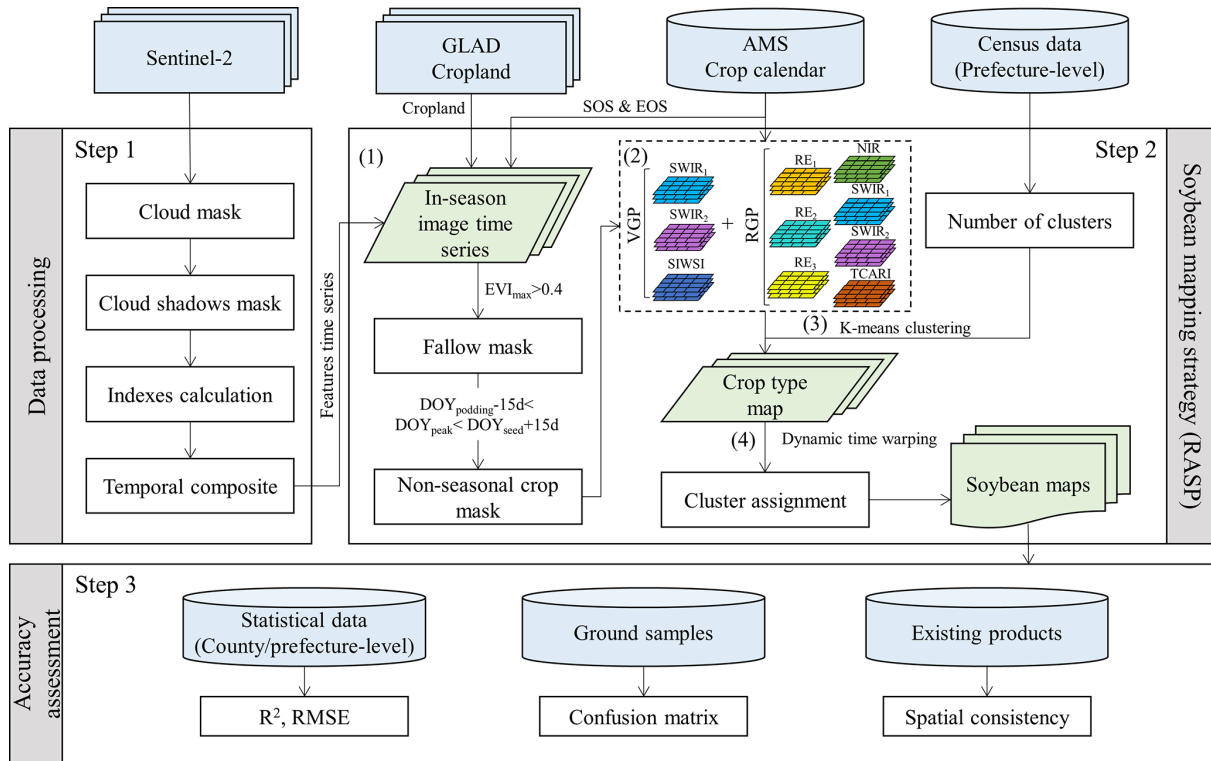 Sentinel-2
GLAD
Cropland
AMS
Crop calendar
Census data
(Prefecture-level)
Cropland
SOS & EOS
Data processing
Step 1
Cloud mask
Cloud shadows mask
Indexes calculation
Temporal composite
Features time series
Step 2
Soybean mapping
strategy (RASP)
(1)
In-season
image time
series
EVImax>0.4
Fallow mask
DOYpodding-15d<
DOYpeak< DOYseed+15d
Non-seasonal crop
mask
(2)
VGP
SWIR1
SWIR2
SIWSI
+
RGP
RE1
RE2
RE3
NIR
SWIR1
SWIR2
TCARI
Number of clusters
(3)
K-means clustering
Crop type
map
(4)
Dynamic time warping
Cluster assignment
Soybean maps
Accuracy
assessment
Step 3
Statistical data
(County/prefecture-level)
R², RMSE
Ground samples
Confusion matrix
Existing products
Spatial consistency